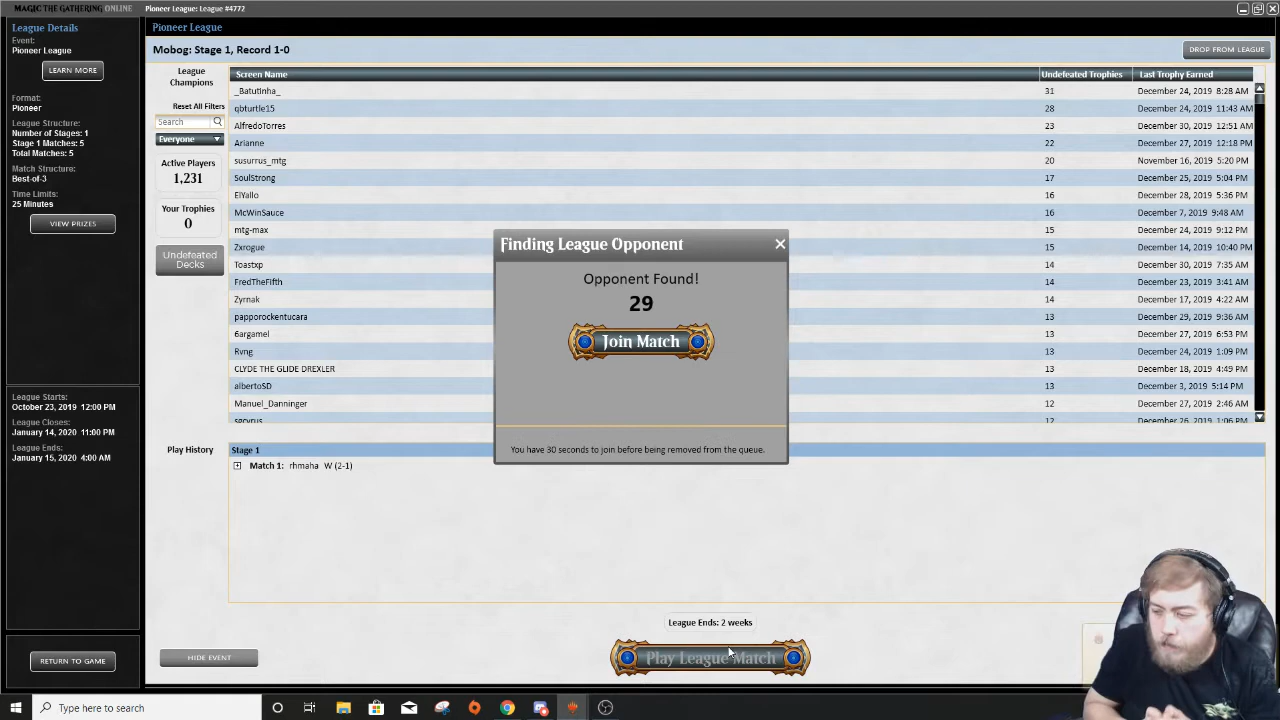 MAGIC THE GATHERING ONLINE
Pioneer League: League #4772
League Details
Event:
Pioneer League
LEARN MORE
Format:
Pioneer
League Structure:
Number of Stages: 1
Stage 1 Matches: 5
Total Matches: 5
Match Structure:
Best-of-3
Time Limits:
25 Minutes
VIEW PRIZES
League Starts:
October 23, 2019 12:00 PM
League Closes:
January 14, 2020 11:00 PM
League Ends:
January 15, 2020 4:00 AM
RETURN TO GAME
Pioneer League
Mobog: Stage 1, Record 1-0
DROP FROM LEAGUE
League Champions
Reset All Filters
Search
Everyone
Active Players
1,231
Your Trophies
0
Undefeated Decks
Screen Name Undefeated Trophies Last Trophy Earned
_Batutinha_ 31 December 24, 2019 8:28 AM
qbturtle15 28 December 24, 2019 11:43 AM
AlfredoTorres 23 December 30, 2019 12:51 AM
Arianne 22 December 27, 2019 12:18 PM
susurrus_mtg 20 November 16, 2019 5:20 PM
SoulStrong 17 December 25, 2019 5:04 PM
ElYallo 16 December 28, 2019 5:36 PM
McWinSauce 16 December 7, 2019 9:48 AM
mtg-max 15 December 24, 2019 9:12 PM
Zxrogue 15 December 14, 2019 10:40 PM
Toastxp 14 December 30, 2019 7:35 AM
FredTheFifth 14 December 23, 2019 3:41 AM
Zyrnak 14 December 17, 2019 4:22 AM
papporockentucara 13 December 29, 2019 9:36 AM
6argamel 13 December 27, 2019 6:53 PM
Rvng 13 December 24, 2019 1:09 PM
CLYDE THE GLIDE DREXLER 13 December 18, 2019 4:49 PM
albertoSD 13 December 3, 2019 5:14 PM
Manuel_Danninger 12 December 27, 2019 2:46 AM
sgcyrus 12 December 26, 2019 1:06 PM
Finding League Opponent
Opponent Found!
29
Join Match
You have 30 seconds to join before being removed from the queue.
Play History
Stage 1
Match 1: rhmaha W (2-1)
League Ends: 2 weeks
HIDE EVENT
Play League Match
Type here to search